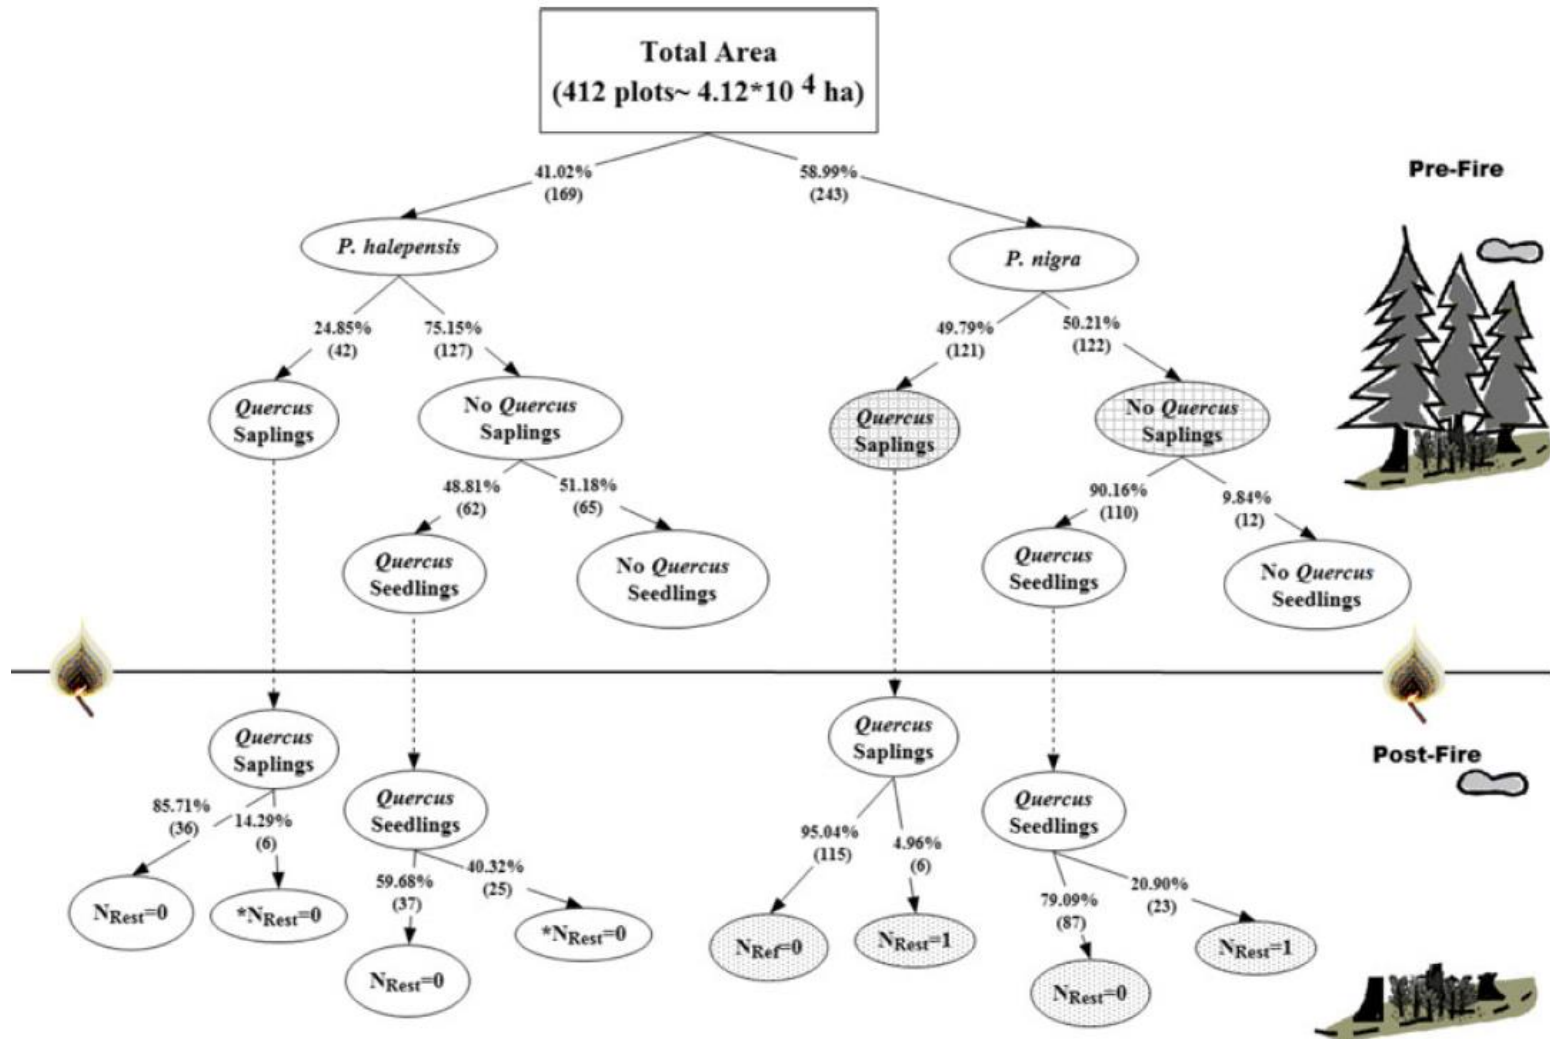 Total Area
(412 plots~ 4.12*10 4 ha)
41.02%
(169)
58.99%
(243)
Pre-Fire
P. halepensis
P. nigra
24.85%
(42)
75.15%
(127)
49.79%
(121)
50.21%
(122)
Quercus
Saplings
No Quercus
Saplings
Quercus
Saplings
No Quercus
Saplings
48.81%
(62)
51.18%
(65)
90.16%
(110)
9.84%
(12)
Quercus
Seedlings
No Quercus
Seedlings
Quercus
Seedlings
No Quercus
Seedlings
Quercus
Saplings
Quercus
Saplings
Post-Fire
Quercus
Seedlings
Quercus
Seedlings
85.71%
(36)
14.29%
(6)
59.68%
(37)
40.32%
(25)
95.04%
(115)
4.96%
(6)
79.09%
(87)
20.90%
(23)
NRest=0
*NRest=0
NRest=0
*NRest=0
NRef=0
NRest=1
NRest=0
NRest=1